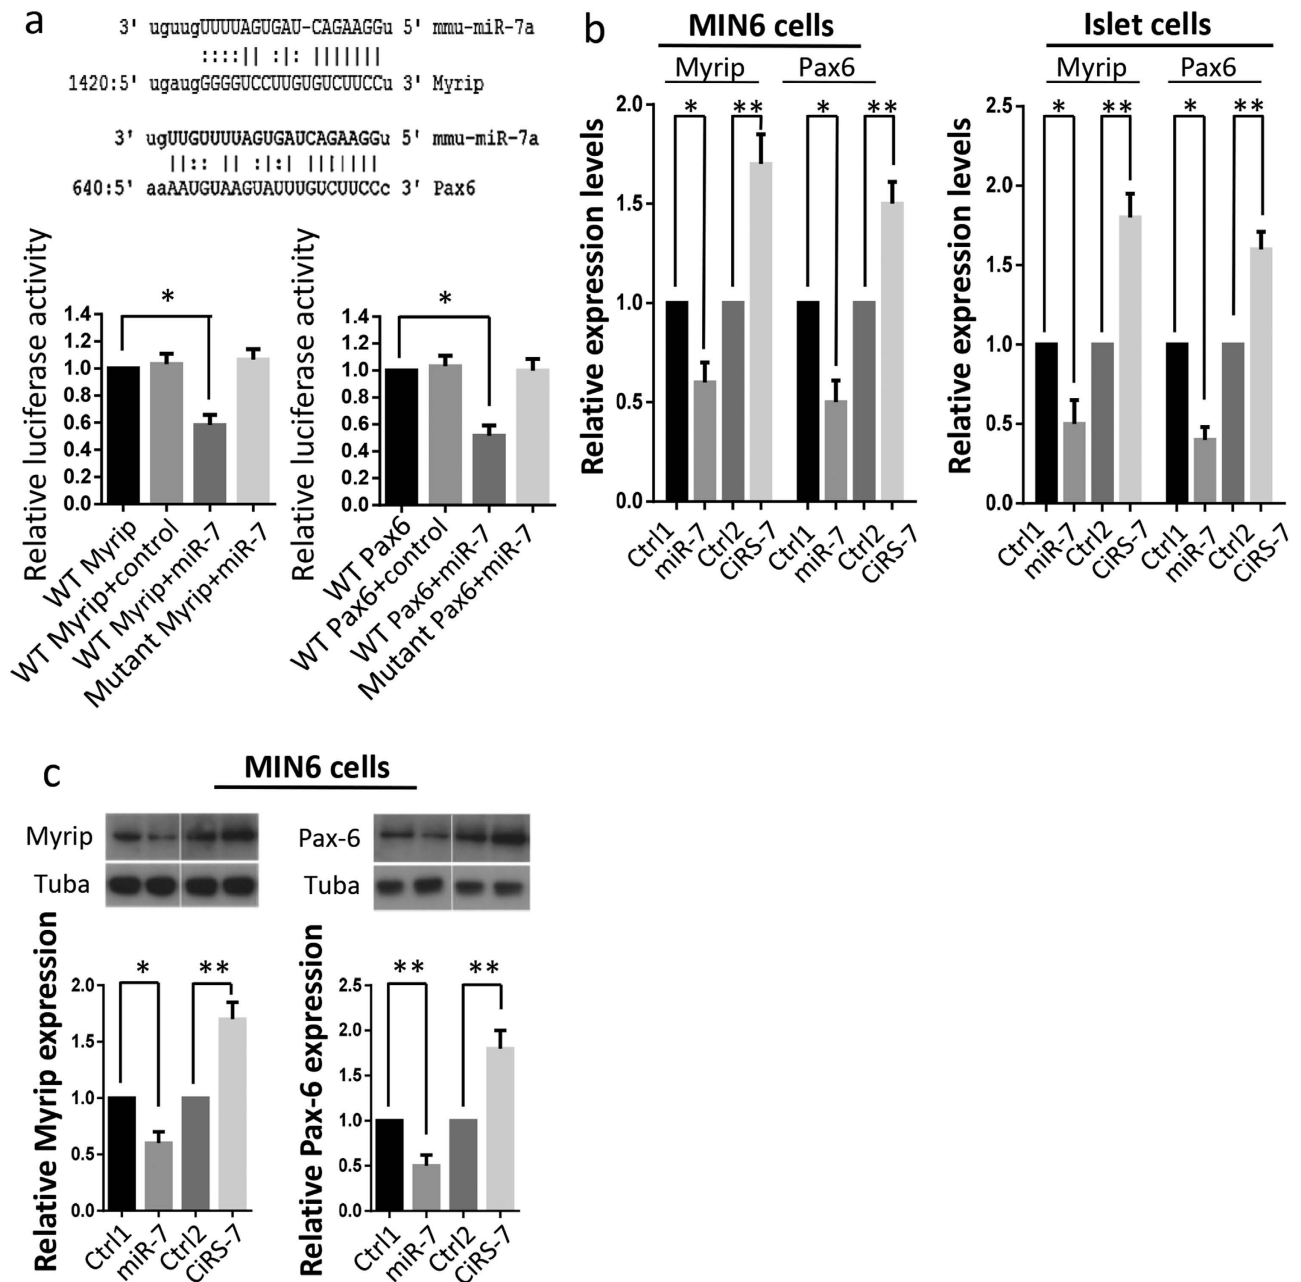 a
3' uguugUUUUAGUGAU-CAGAAGGu 5' mmu-miR-7a
::::|| :|: |||||||
1420:5' ugaugGGGGUCCUUGUGUCUUCCu 3' Myrip
3' ugUUGUUUUAGUGAUCAGAAGGu 5' mmu-miR-7a
||:: || :|:| |||||||
640:5' aaAAUGUAAGUAUUUGUCUUCCc 3' Pax6
Relative luciferase activity
1.4
1.2
1.0
0.8
0.6
0.4
0.2
0.0
*
WT Myrip
WT Myrip+control
WT Myrip+miR-7
Mutant Myrip+miR-7
Relative luciferase activity
1.4
1.2
1.0
0.8
0.6
0.4
0.2
0.0
*
WT Pax6
WT Pax6+control
WT Pax6+miR-7
Mutant Pax6+miR-7
b
MIN6 cells
Myrip Pax6
* ** * **
Relative expression levels
2.0
1.5
1.0
0.5
0.0
Ctrl1
miR-7
Ctrl2
CiRS-7
Ctrl1
miR-7
Ctrl2
CiRS-7
Islet cells
Myrip Pax6
* ** * **
Relative expression levels
2.5
2.0
1.5
1.0
0.5
0.0
Ctrl1
miR-7
Ctrl2
CiRS-7
Ctrl1
miR-7
Ctrl2
CiRS-7
c
MIN6 cells
Myrip
Tuba
Relative Myrip expression
2.0
1.5
1.0
0.5
0.0
* **
Ctrl1
miR-7
Ctrl2
CiRS-7
Pax-6
Tuba
Relative Pax-6 expression
2.5
2.0
1.5
1.0
0.5
0.0
** **
Ctrl1
miR-7
Ctrl2
CiRS-7